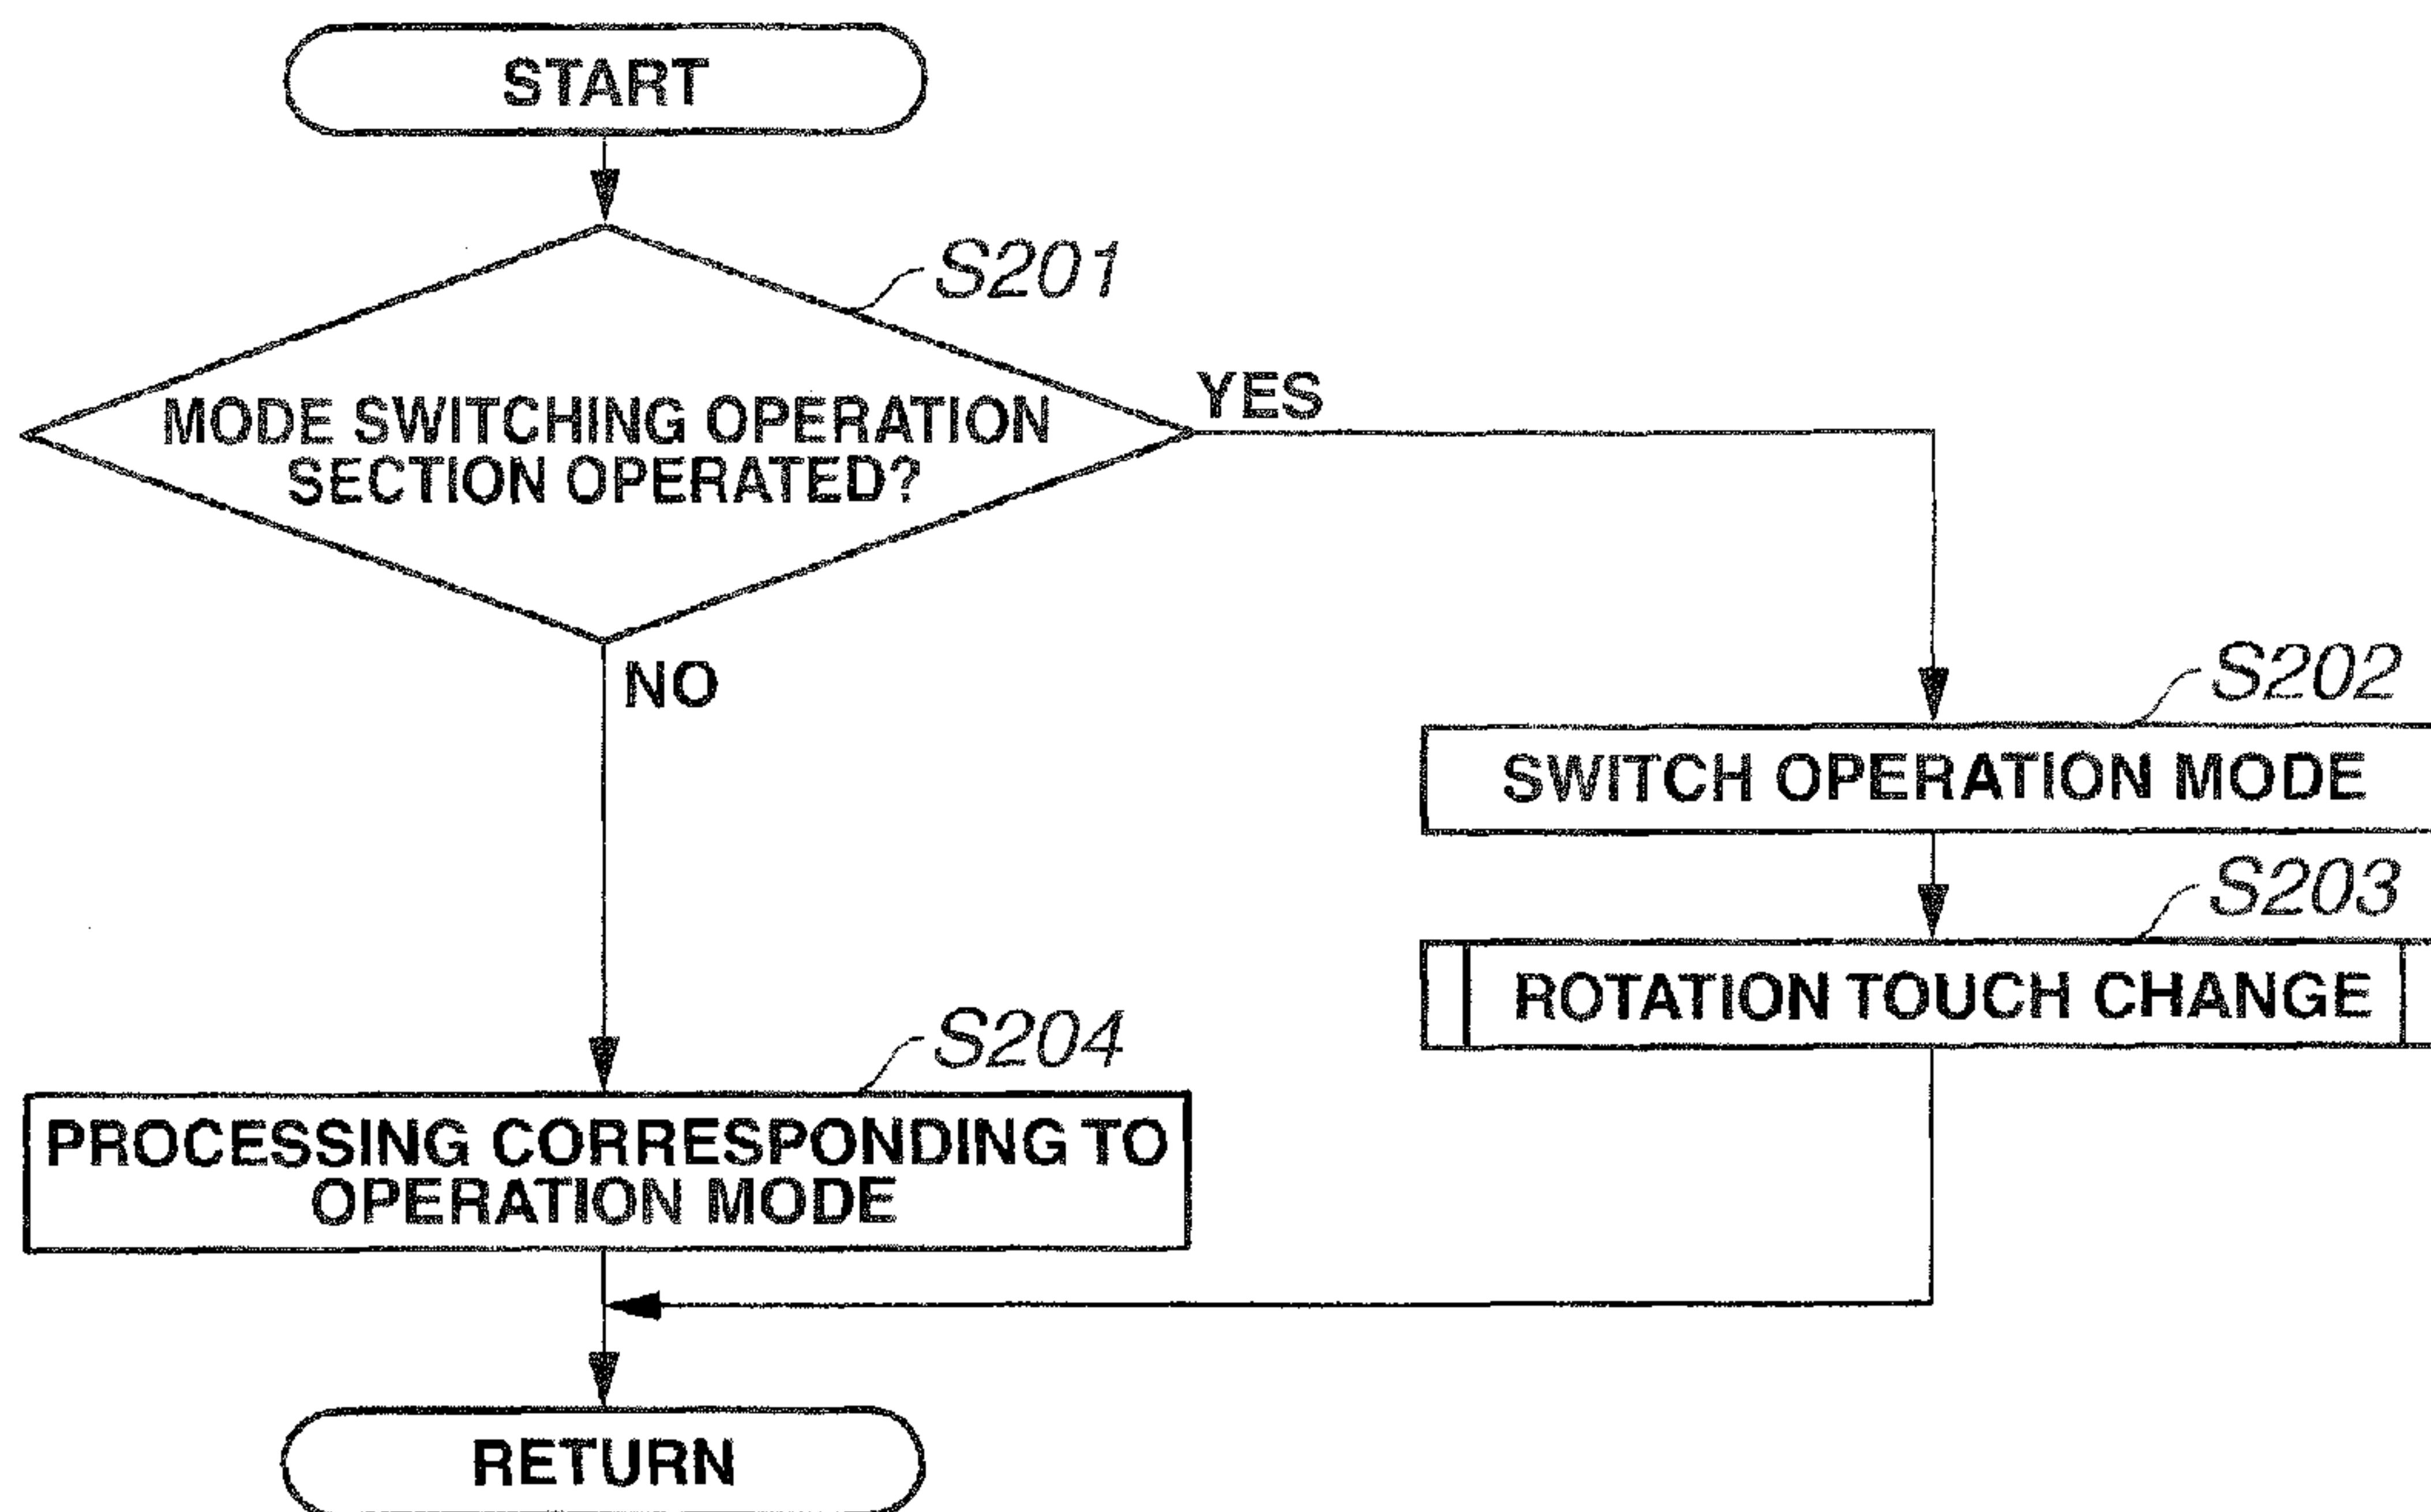 START
S201
MODE SWITCHING OPERATION
SECTION OPERATED?
YES
NO
S202
SWITCH OPERATION MODE
S203
ROTATION TOUCH CHANGE
S204
PROCESSING CORRESPONDING TO
OPERATION MODE
RETURN